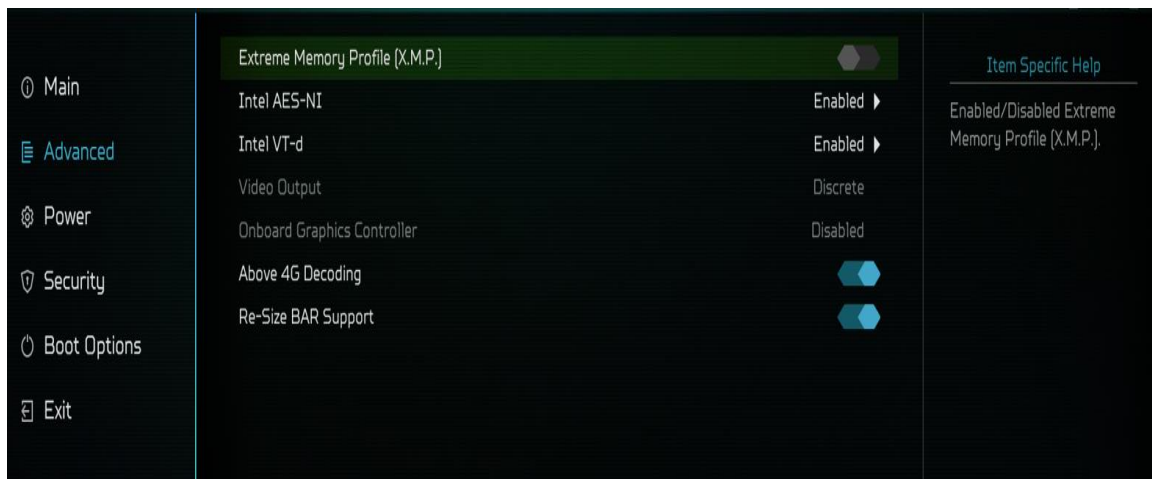 Main
Advanced
Power
Security
Boot Options
Exit
Extreme Memory Profile (X.M.P.)
Intel AES-NI Enabled
Intel VT-d Enabled
Video Output Discrete
Onboard Graphics Controller Disabled
Above 4G Decoding
Re-Size BAR Support
Item Specific Help
Enabled/Disabled Extreme
Memory Profile (X.M.P.).